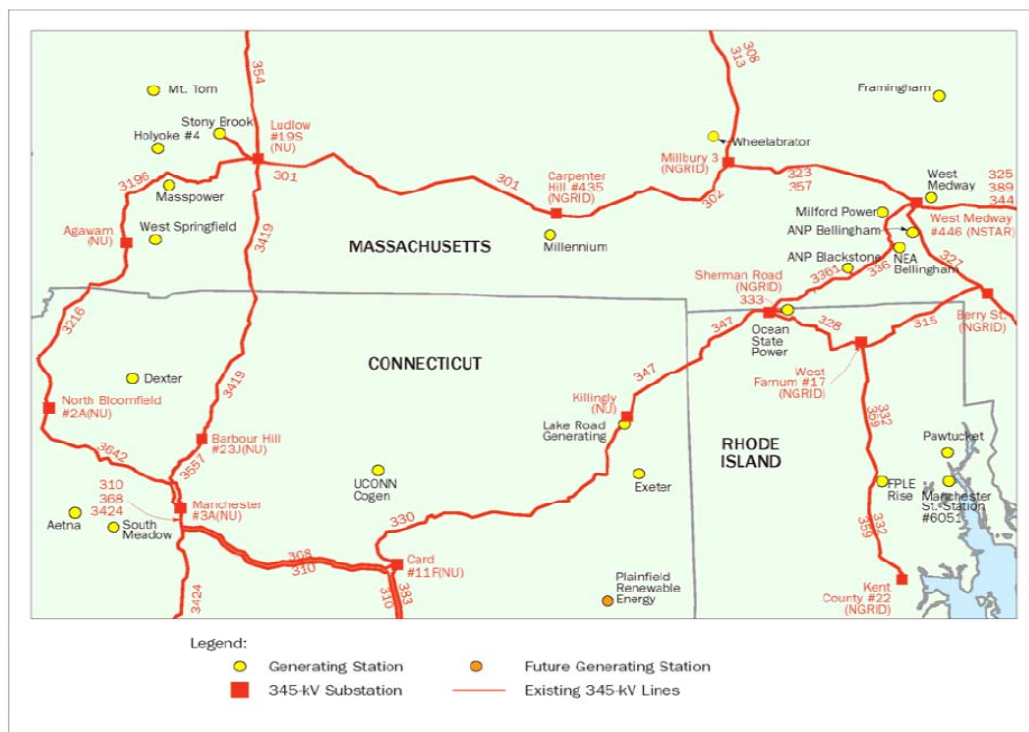 Mt. Tom
Stony Brook
Holyoke #4
354
Ludlow
#19S
(NU)
3196
Masspower
301
Agawam
(NU)
West Springfield
3419
MASSACHUSETTS
301
Carpenter
Hill #435
(NGRID)
Millennium
302
308
313
Wheelabrator
Millbury 3
(NGRID)
323
357
Framingham
West
Medway
325
389
344
Milford Power
West Medway
#446 (NSTAR)
ANP Bellingham
NEA
Bellingham
ANP Blackstone
3361
336
327
Sherman Road
(NGRID)
333
Berry St.
(NGRID)
315
328
Ocean
State
Power
347
West
Farnum #17
(NGRID)
3216
CONNECTICUT
Dexter
North Bloomfield
#2A(NU)
3419
347
Killingly
(NU)
Lake Road
Generating
RHODE
ISLAND
332
359
Pawtucket
Barbour Hill
#23J(NU)
3642
3557
UCONN
Cogen
Exeter
FPLE
Rise
Manchester
St. Station
#6051
310
368
3424
Manchester
#3A(NU)
Aetna
South
Meadow
330
332
359
368
310
Card
#11F(NU)
383
310
3424
Plainfield
Renewable
Energy
Kent
County #22
(NGRID)
Legend:
Generating Station
Future Generating Station
345-kV Substation
Existing 345-kV Lines